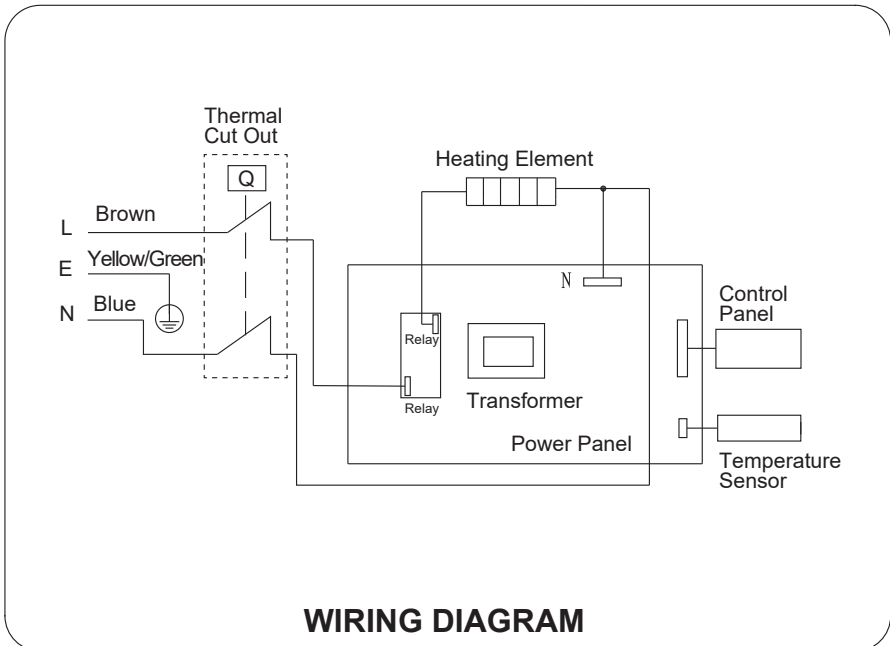 Thermal
Cut Out
Q
Heating Element
L Brown
E Yellow/Green
N Blue
N
Control
Panel
Relay
Relay
Transformer
Power Panel
Temperature
Sensor
WIRING DIAGRAM